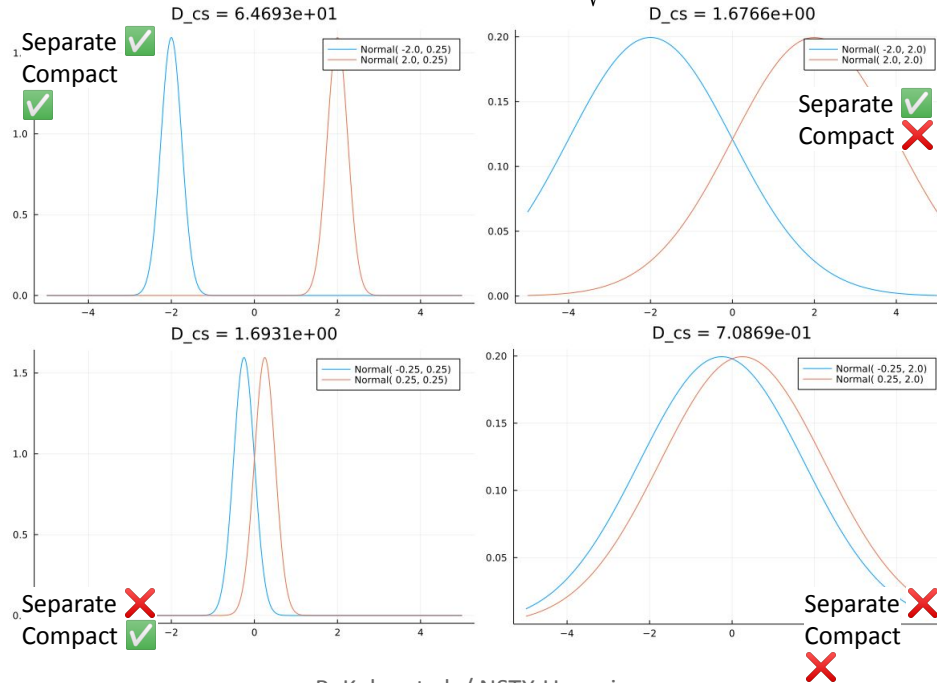 D_cs = 6.4693e+01
Separate ✅
Compact
✅
1.
1.0
0.5
0.0
−4 −2 0 2 4
Normal( -2.0, 0.25)
Normal( 2.0, 0.25)
D_cs = 1.6766e+00
0.20
0.15
0.10
0.05
0.00
−4 −2 0 2 4
Normal( -2.0, 2.0)
Normal( 2.0, 2.0)
Separate ✅
Compact ❌
D_cs = 1.6931e+00
1.5
1.0
0.5
0.
−2 0 2 4
Normal( -0.25, 0.25)
Normal( 0.25, 0.25)
Separate ❌
Compact ✅
D_cs = 7.0869e-01
0.20
0.15
0.10
0.05
−4 −2 0
Normal( -0.25, 2.0)
Normal( 0.25, 2.0)
Separate ❌
Compact
❌